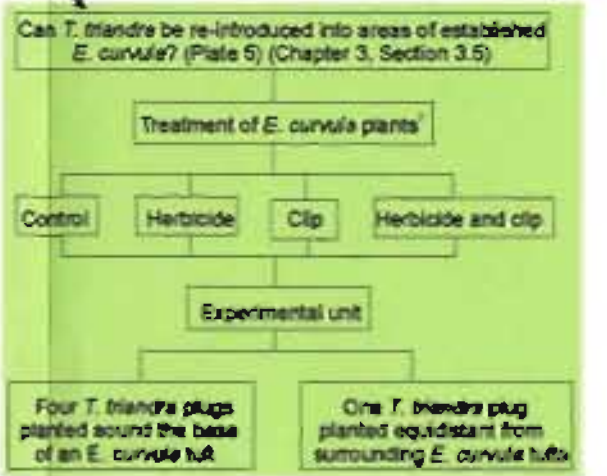 Can T. triandra be re-introduced into areas of established
E. curvula? (Plate 5) (Chapter 3, Section 3.5)
Treatment of E. curvula plants
Control
Herbicide
Clip
Herbicide and clip
Experimental unit
Four T. triandra plugs
planted around the base
of an E. curvula tuft
One T. triandra plug
planted equidistant from
surrounding E. curvula tufts